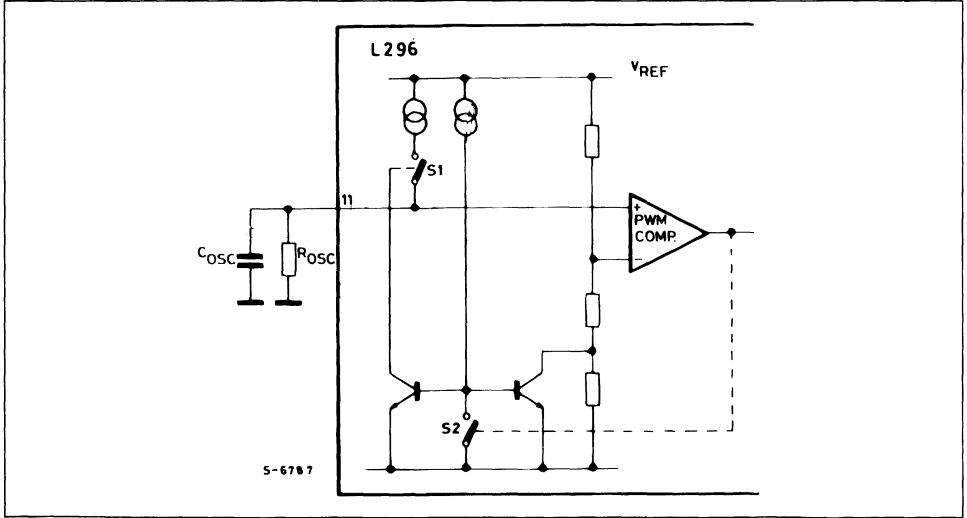 L296
VREF
S1
11
+
PWM
COMP.
−
COSC
ROSC
S2
S-6787